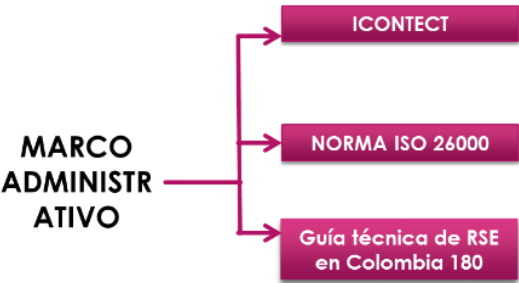 ICONTECT
NORMA ISO 26000
MARCO
ADMINISTR
ATIVO
Guía técnica de RSE
en Colombia 180